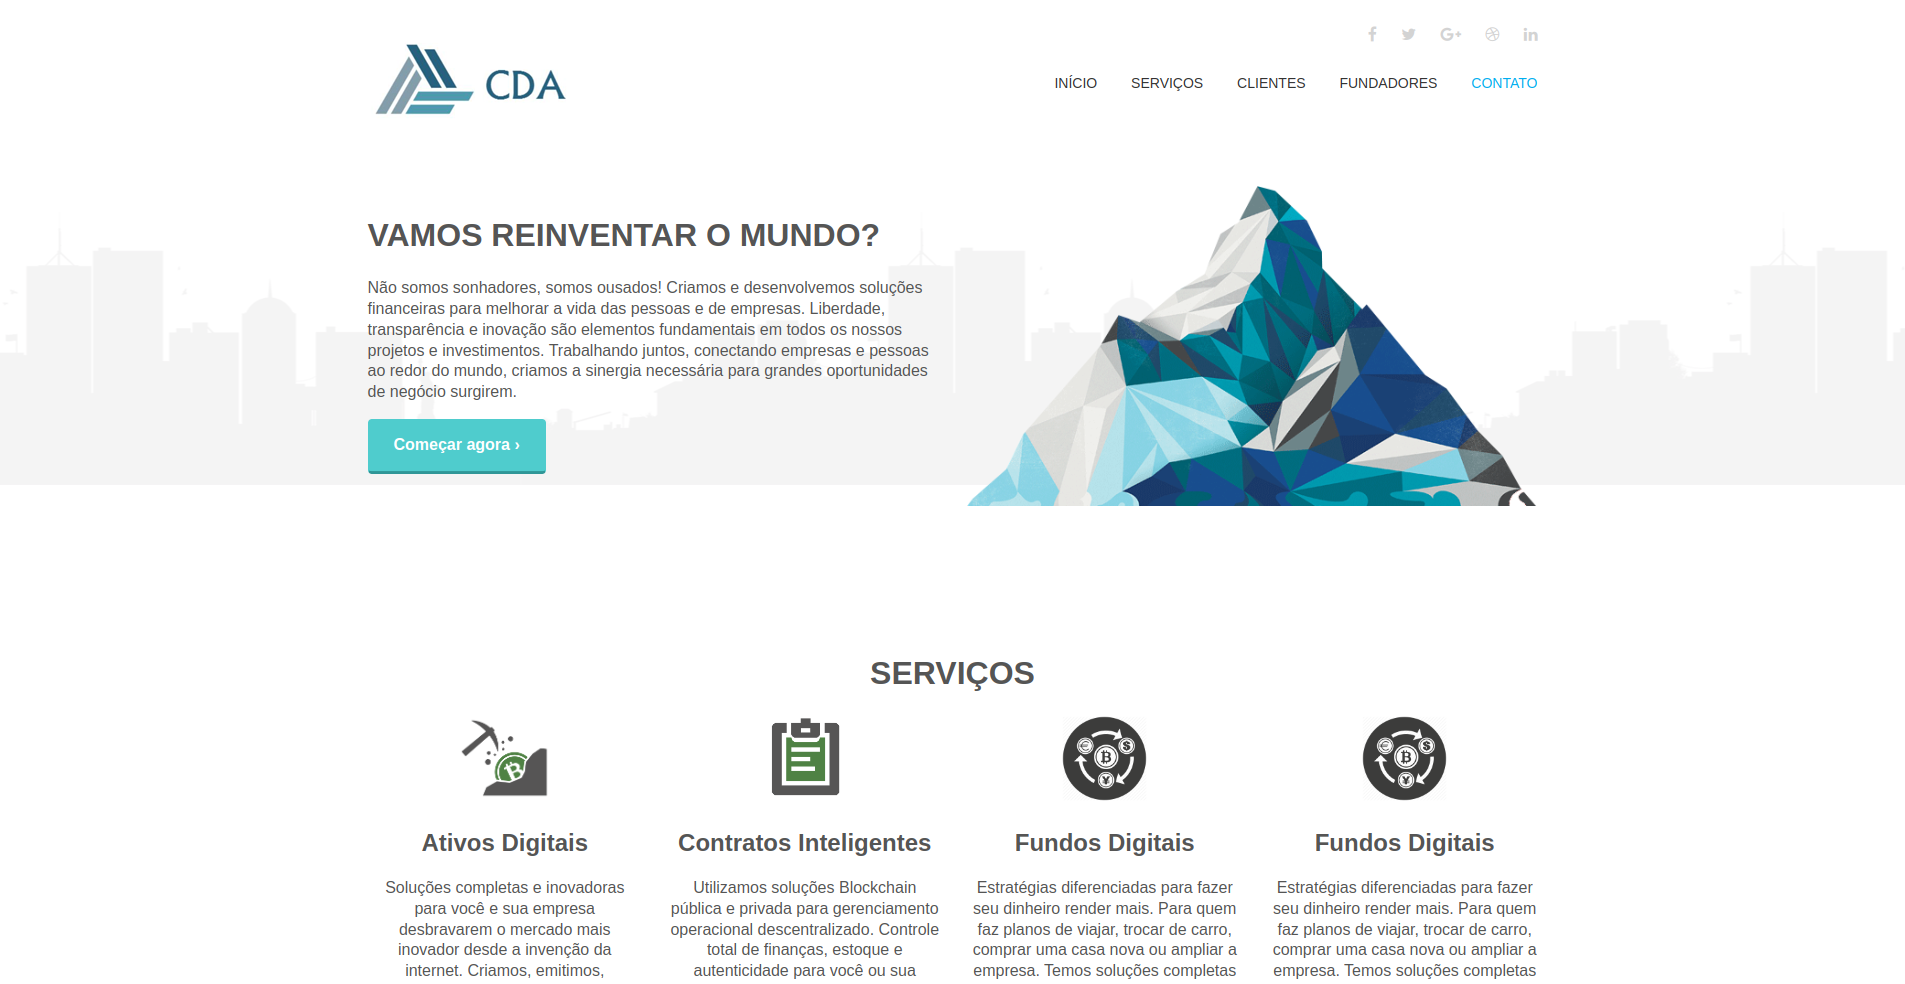 CDA
INÍCIO SERVIÇOS CLIENTES FUNDADORES CONTATO
VAMOS REINVENTAR O MUNDO?
Não somos sonhadores, somos ousados! Criamos e desenvolvemos soluções
financeiras para melhorar a vida das pessoas e de empresas. Liberdade,
transparência e inovação são elementos fundamentais em todos os nossos
projetos e investimentos. Trabalhando juntos, conectando empresas e pessoas
ao redor do mundo, criamos a sinergia necessária para grandes oportunidades
de negócio surgirem.
Começar agora ›
SERVIÇOS
Ativos Digitais
Soluções completas e inovadoras
para você e sua empresa
desbravarem o mercado mais
inovador desde a invenção da
internet. Criamos, emitimos,
Contratos Inteligentes
Utilizamos soluções Blockchain
pública e privada para gerenciamento
operacional descentralizado. Controle
total de finanças, estoque e
autenticidade para você ou sua
Fundos Digitais
Estratégias diferenciadas para fazer
seu dinheiro render mais. Para quem
faz planos de viajar, trocar de carro,
comprar uma casa nova ou ampliar a
empresa. Temos soluções completas
Fundos Digitais
Estratégias diferenciadas para fazer
seu dinheiro render mais. Para quem
faz planos de viajar, trocar de carro,
comprar uma casa nova ou ampliar a
empresa. Temos soluções completas